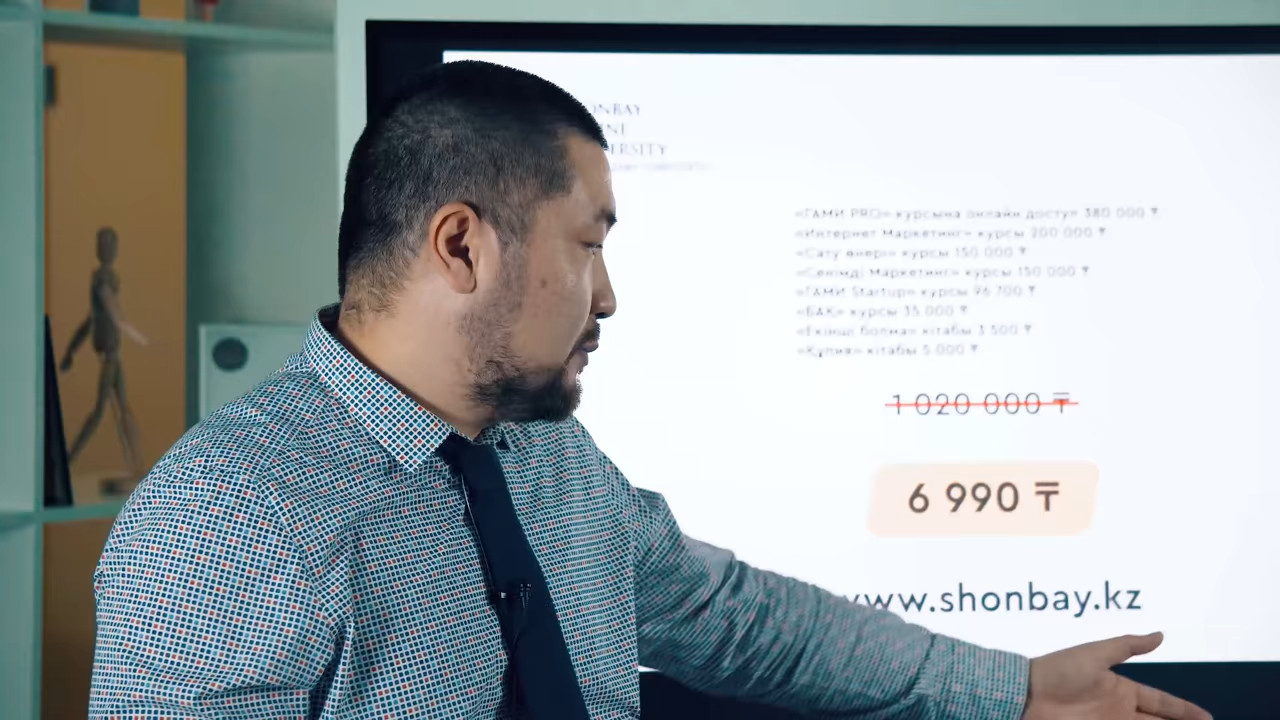 ONBAY
INE
ERSITY
«ГАМИ PRO» курсына онлайн доступ 380 000 ₸
«Интернет Маркетинг» курсы 200 000 ₸
«Сату өнері» курсы 150 000 ₸
«Сенімді Маркетинг» курсы 150 000 ₸
«ГАМИ Startup» курсы 96 700 ₸
«БАҚ» курсы 35 000 ₸
«Екінші болма» кітабы 3 500 ₸
«Құпия» кітабы 5 000 ₸
1 020 000 ₸
6 990 ₸
www.shonbay.kz